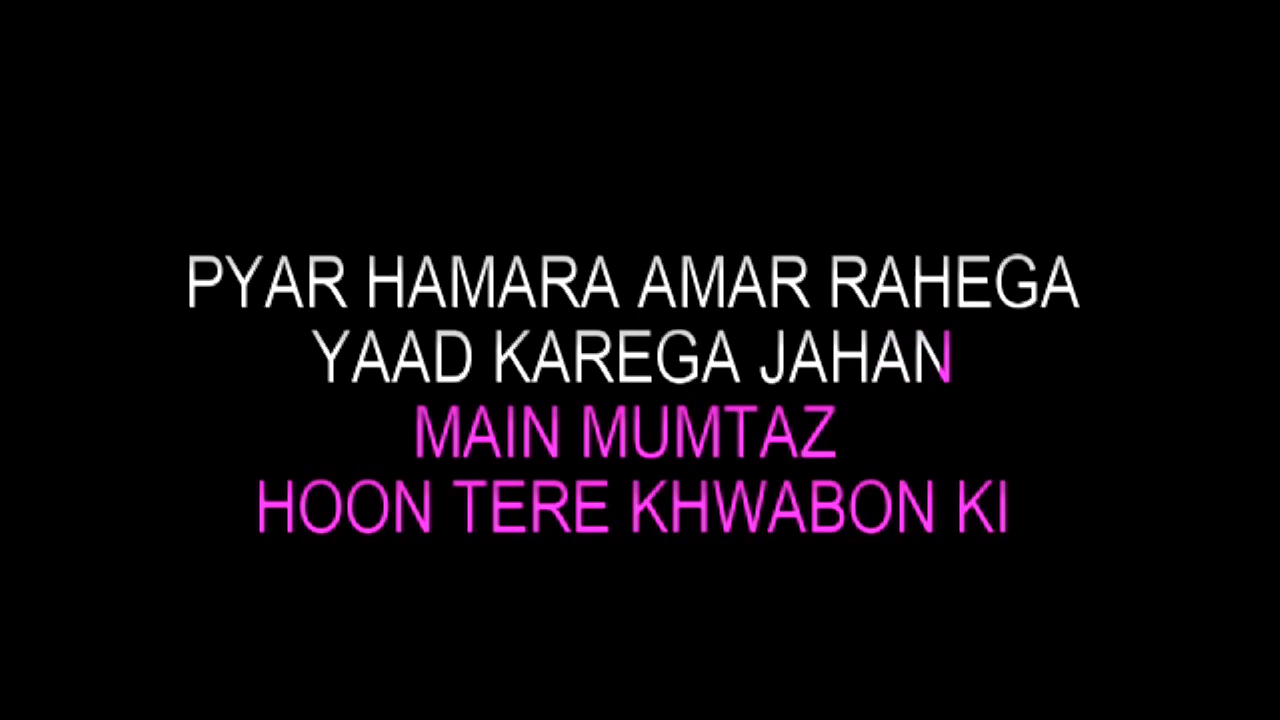 PYAR HAMARA AMAR RAHEGA
YAAD KAREGA JAHAN
MAIN MUMTAZ
HOON TERE KHWABON KI